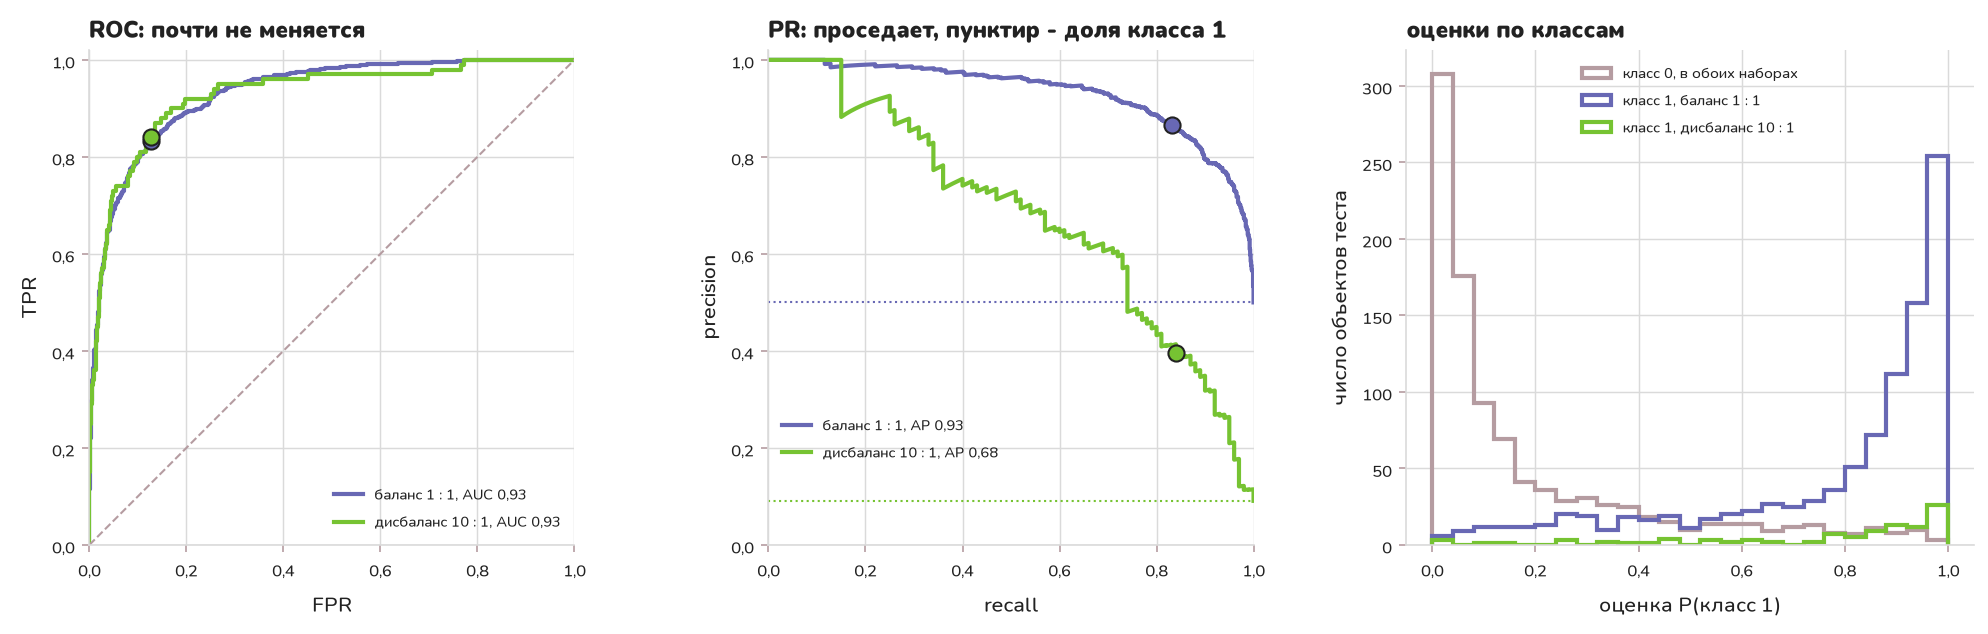 ROC: почти не меняется
1,0
0,8
0,6
0,4
0,2
0,0
TPR
0,0 0,2 0,4 0,6 0,8 1,0
FPR
баланс 1 : 1, AUC 0,93
дисбаланс 10 : 1, AUC 0,93
PR: проседает, пунктир - доля класса 1
1,0
0,8
0,6
0,4
0,2
0,0
precision
0,0 0,2 0,4 0,6 0,8 1,0
recall
баланс 1 : 1, AP 0,93
дисбаланс 10 : 1, AP 0,68
оценки по классам
300
250
200
150
100
50
0
число объектов теста
0,0 0,2 0,4 0,6 0,8 1,0
оценка P(класс 1)
класс 0, в обоих наборах
класс 1, баланс 1 : 1
класс 1, дисбаланс 10 : 1